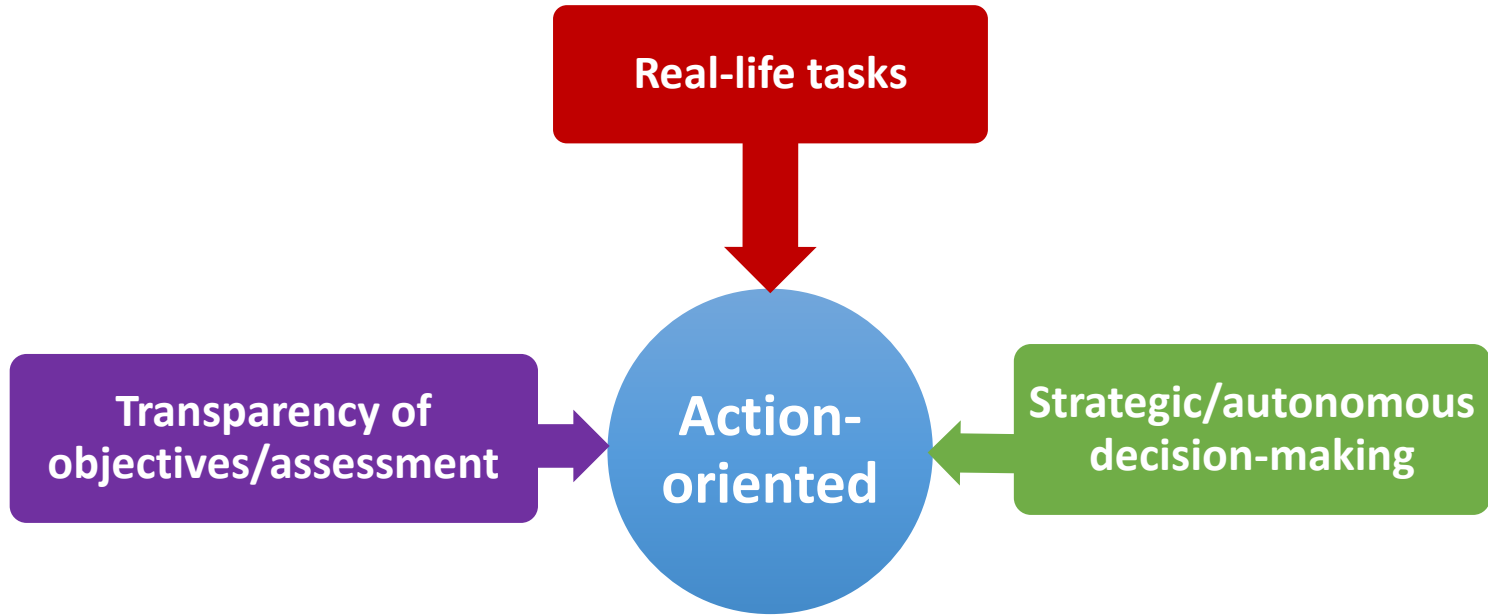 Real-life tasks
Transparency of
objectives/assessment
Action-
oriented
Strategic/autonomous
decision-making